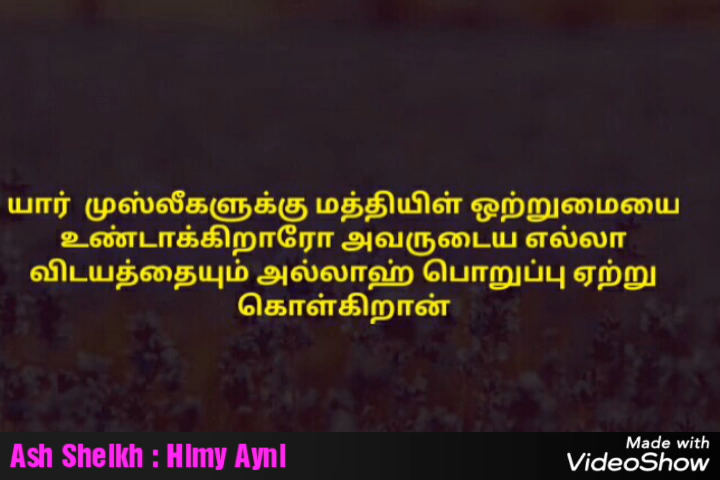 யார் முஸ்லீகளுக்கு மத்தியிள் ஒற்றுமையை
உண்டாக்கிறாரோ அவருடைய எல்லா
விடயத்தையும் அல்லாஹ் பொறுப்பு ஏற்று
கொள்கிறான்
Ash Sheikh : Hlmy Aynl
Made with
VideoShow